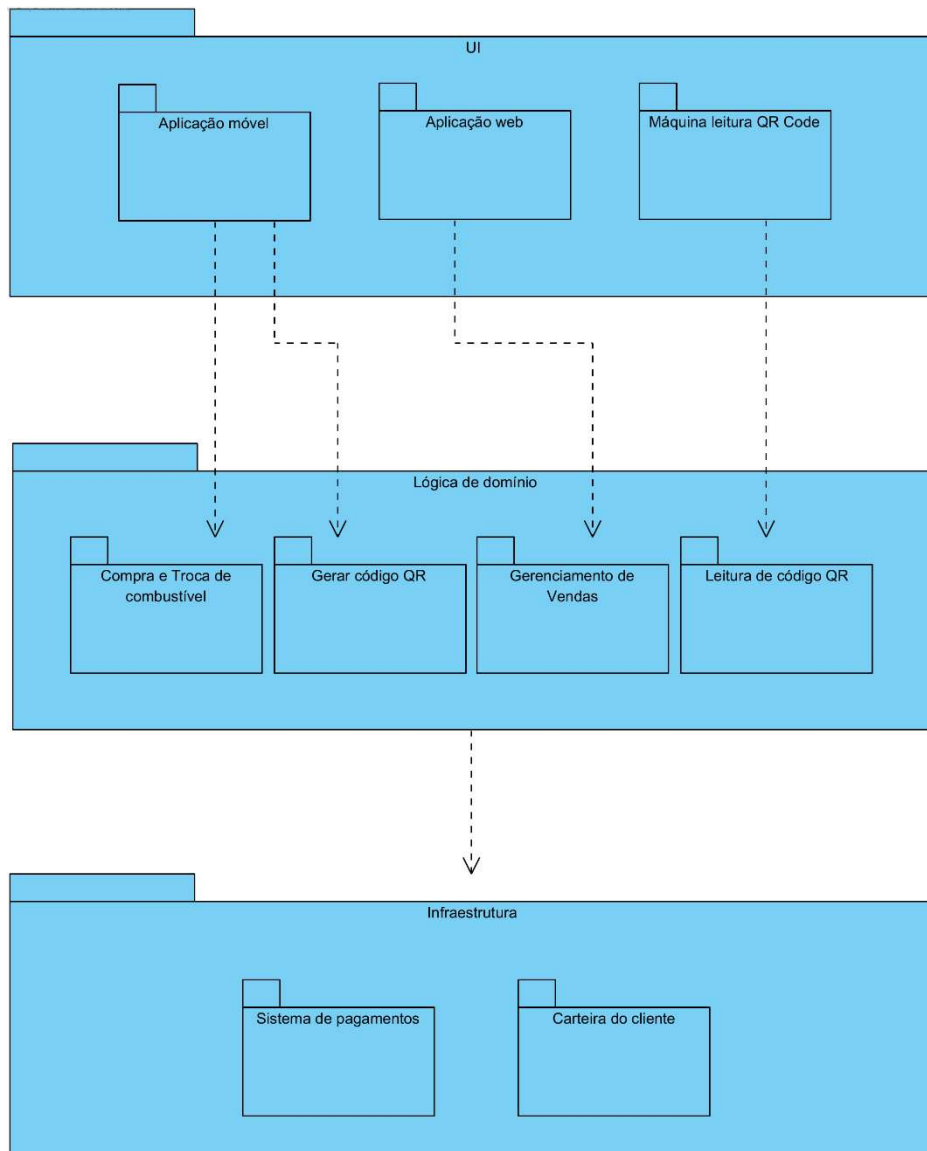 UI
Aplicação móvel
Aplicação web
Máquina leitura QR Code
Lógica de domínio
Compra e Troca de
combustível
Gerar código QR
Gerenciamento de
Vendas
Leitura de código QR
Infraestrutura
Sistema de pagamentos
Carteira do cliente